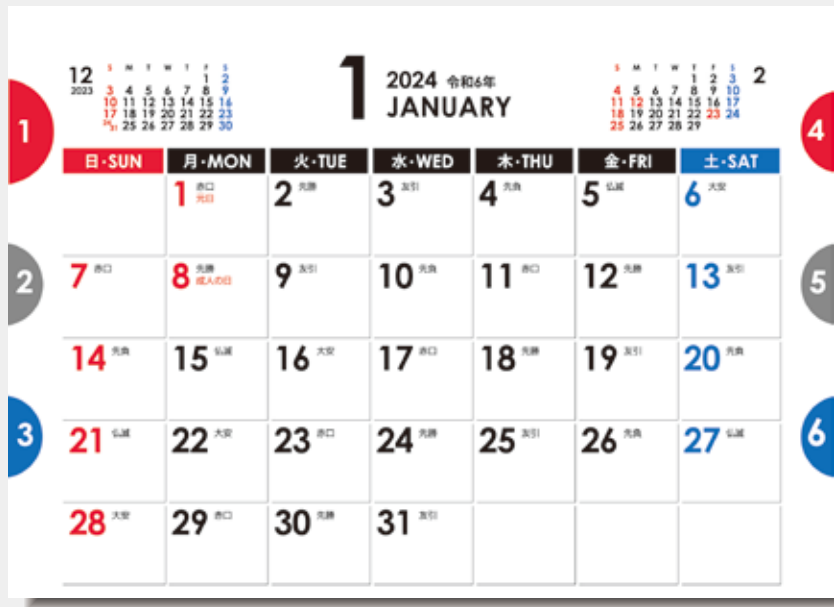 12
2023
S M T W T F S
1 2
3 4 5 6 7 8 9
10 11 12 13 14 15 16
17 18 19 20 21 22 23
24/31 25 26 27 28 29 30
1
2024 令和6年
JANUARY
2
S M T W T F S
1 2 3
4 5 6 7 8 9 10
11 12 13 14 15 16 17
18 19 20 21 22 23 24
25 26 27 28 29
1
2
3
4
5
6
日・SUN 月・MON 火・TUE 水・WED 木・THU 金・FRI 土・SAT
1 赤口 2 先勝 3 友引 4 先負 5 仏滅 6 大安
元日
7 赤口 8 先勝 9 友引 10 先負 11 赤口 12 先勝 13 友引
成人の日
14 先負 15 仏滅 16 大安 17 赤口 18 先勝 19 友引 20 先負
21 仏滅 22 大安 23 赤口 24 先勝 25 友引 26 先負 27 仏滅
28 大安 29 赤口 30 先勝 31 友引